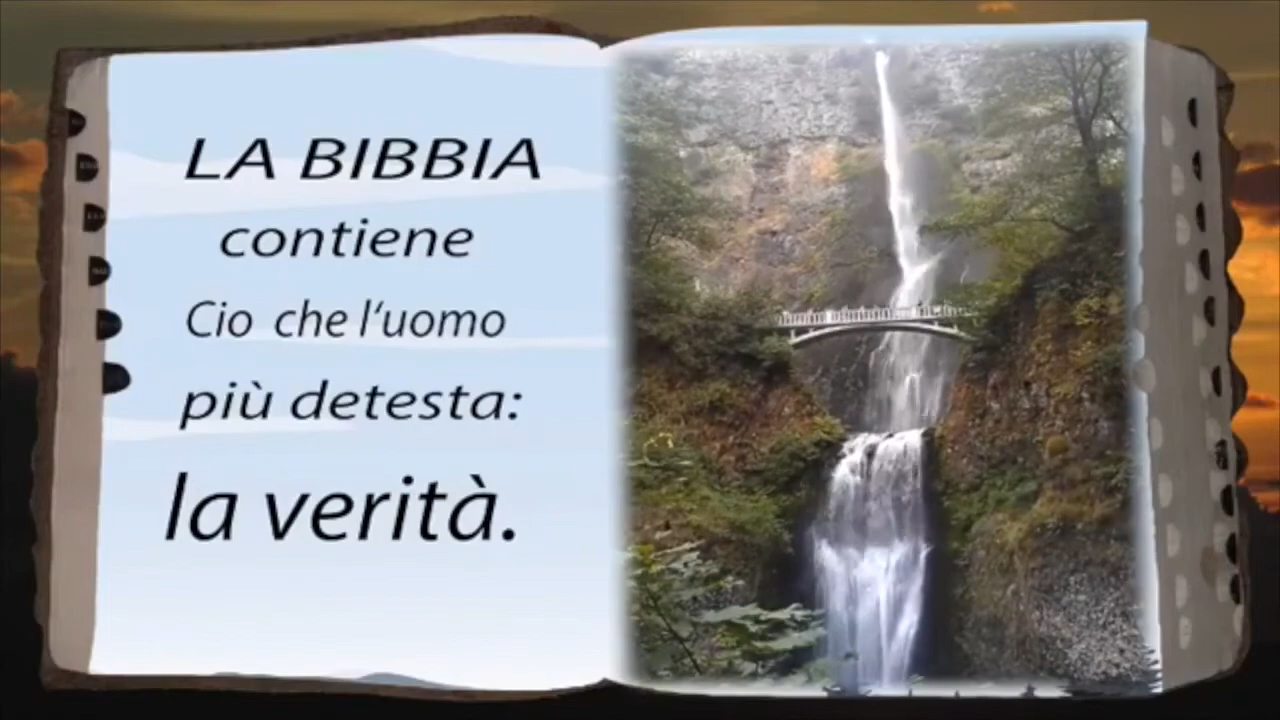 LA BIBBIA
contiene
Cio che l'uomo
più detesta:
la verità.